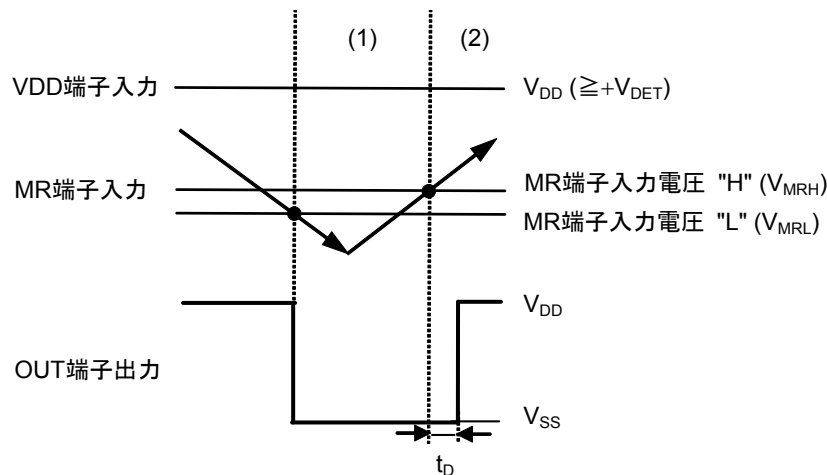 (1) (2)
VDD端子入力 VDD (≧+VDET)
MR端子入力 MR端子入力電圧 "H" (VMRH)
MR端子入力電圧 "L" (VMRL)
VDD
OUT端子出力
VSS
tD